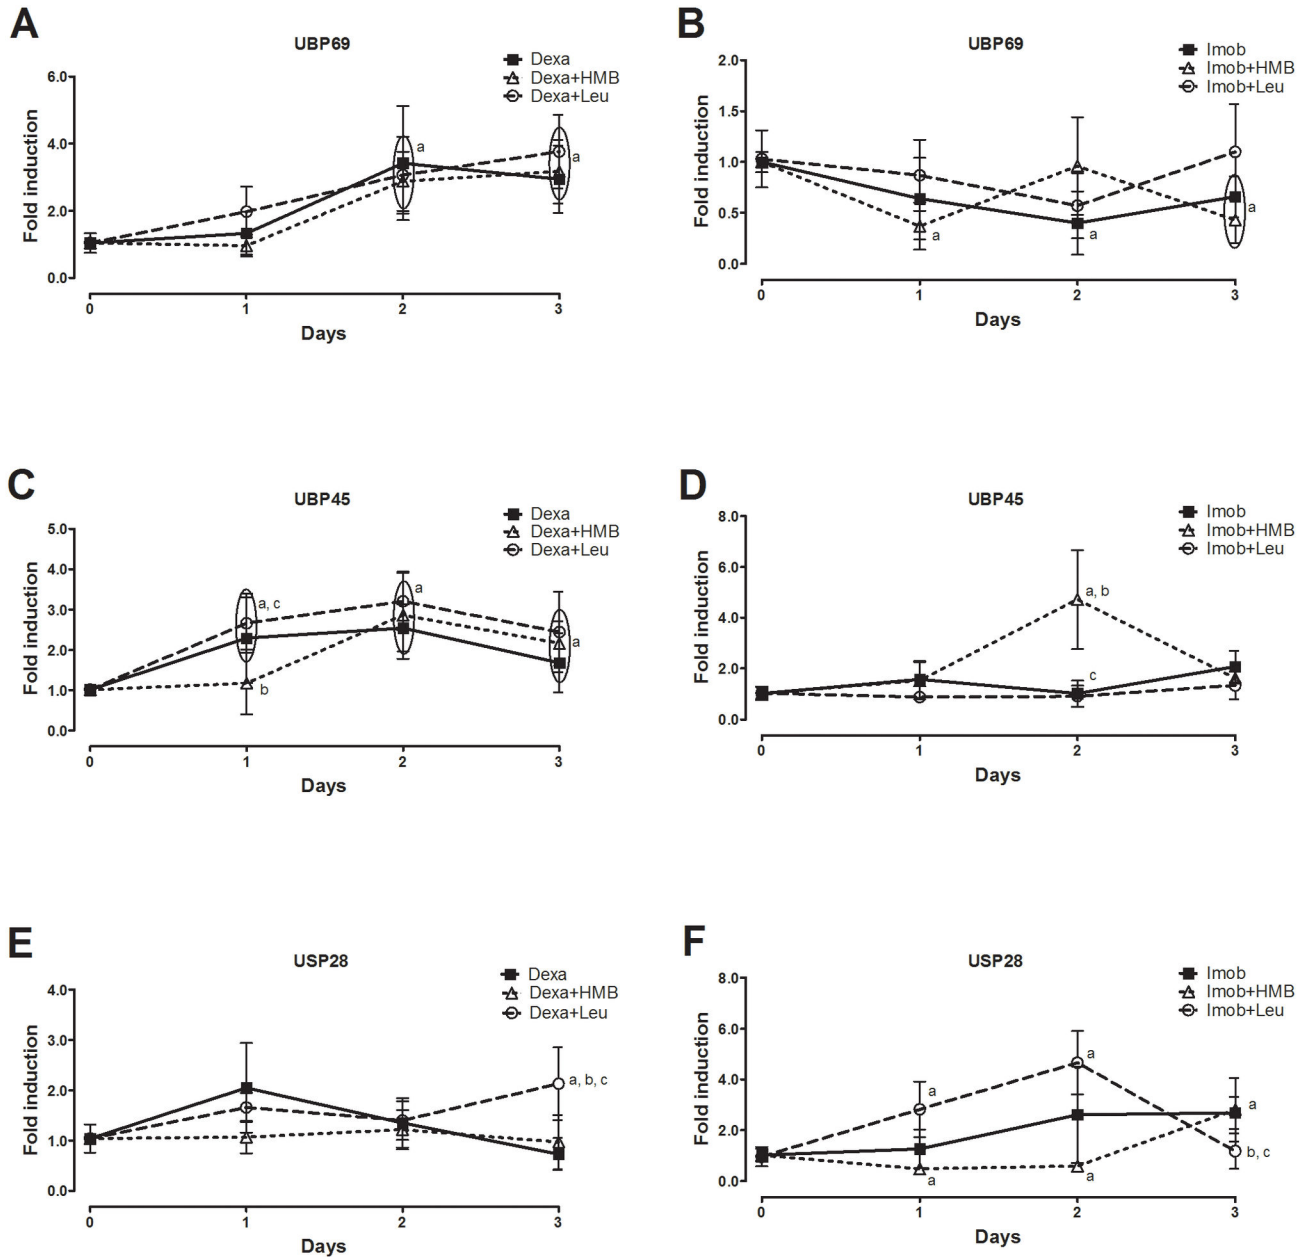 A
UBP69
Dexa
Dexa+HMB
Dexa+Leu
Fold induction
6.0
4.0
2.0
0.0
a
a
0 1 2 3
Days
B
UBP69
Imob
Imob+HMB
Imob+Leu
Fold induction
2.0
1.5
1.0
0.5
0.0
a
a
a
0 1 2 3
Days
C
UBP45
Dexa
Dexa+HMB
Dexa+Leu
Fold induction
5.0
4.0
3.0
2.0
1.0
0.0
a, c
b
a
a
0 1 2 3
Days
D
UBP45
Imob
Imob+HMB
Imob+Leu
Fold induction
8.0
6.0
4.0
2.0
0.0
a, b
c
0 1 2 3
Days
E
USP28
Dexa
Dexa+HMB
Dexa+Leu
Fold induction
4.0
3.0
2.0
1.0
0.0
a, b, c
0 1 2 3
Days
F
USP28
Imob
Imob+HMB
Imob+Leu
Fold induction
8.0
6.0
4.0
2.0
0.0
a
a
a
a
a
b, c
0 1 2 3
Days